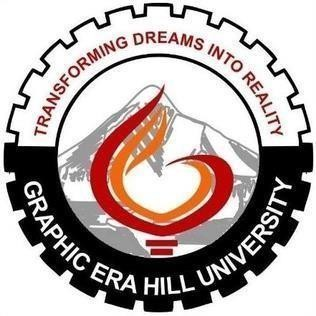 TRANSFORMING DREAMS INTO REALITY
GRAPHIC ERA HILL UNIVERSITY